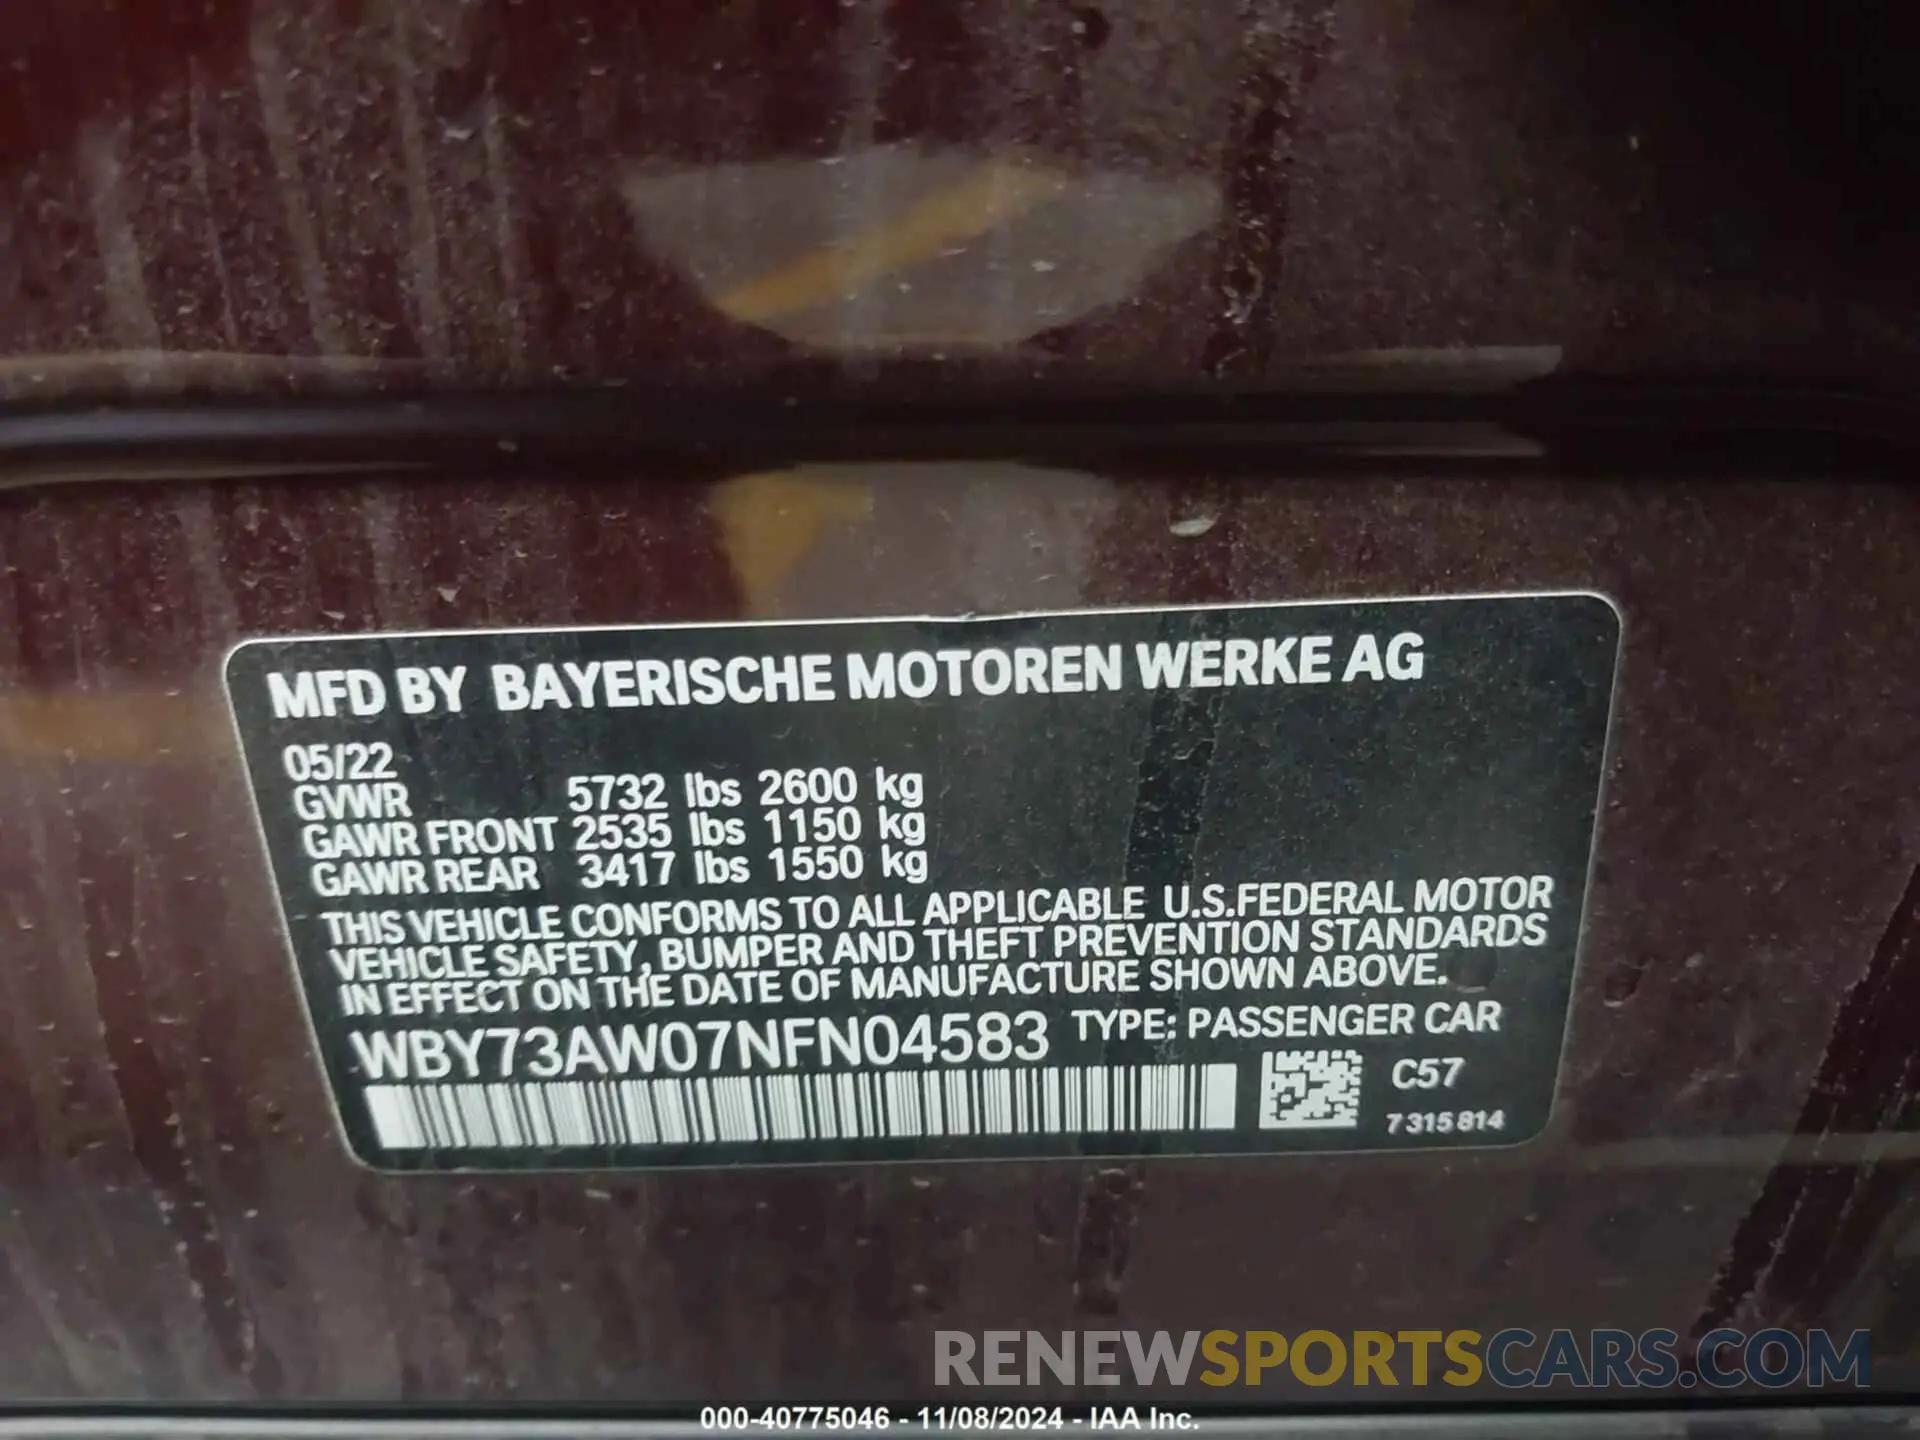 MFD BY BAYERISCHE MOTOREN WERKE AG
05/22
GVWR 5732 lbs 2600 kg
GAWR FRONT 2535 lbs 1150 kg
GAWR REAR 3417 lbs 1550 kg
THIS VEHICLE CONFORMS TO ALL APPLICABLE U.S.FEDERAL MOTOR
VEHICLE SAFETY, BUMPER AND THEFT PREVENTION STANDARDS
IN EFFECT ON THE DATE OF MANUFACTURE SHOWN ABOVE.
WBY73AW07NFN04583 TYPE: PASSENGER CAR
C57
7 315 814
RENEWSPORTSCARS.COM
000-40775046 - 11/08/2024 - IAA Inc.